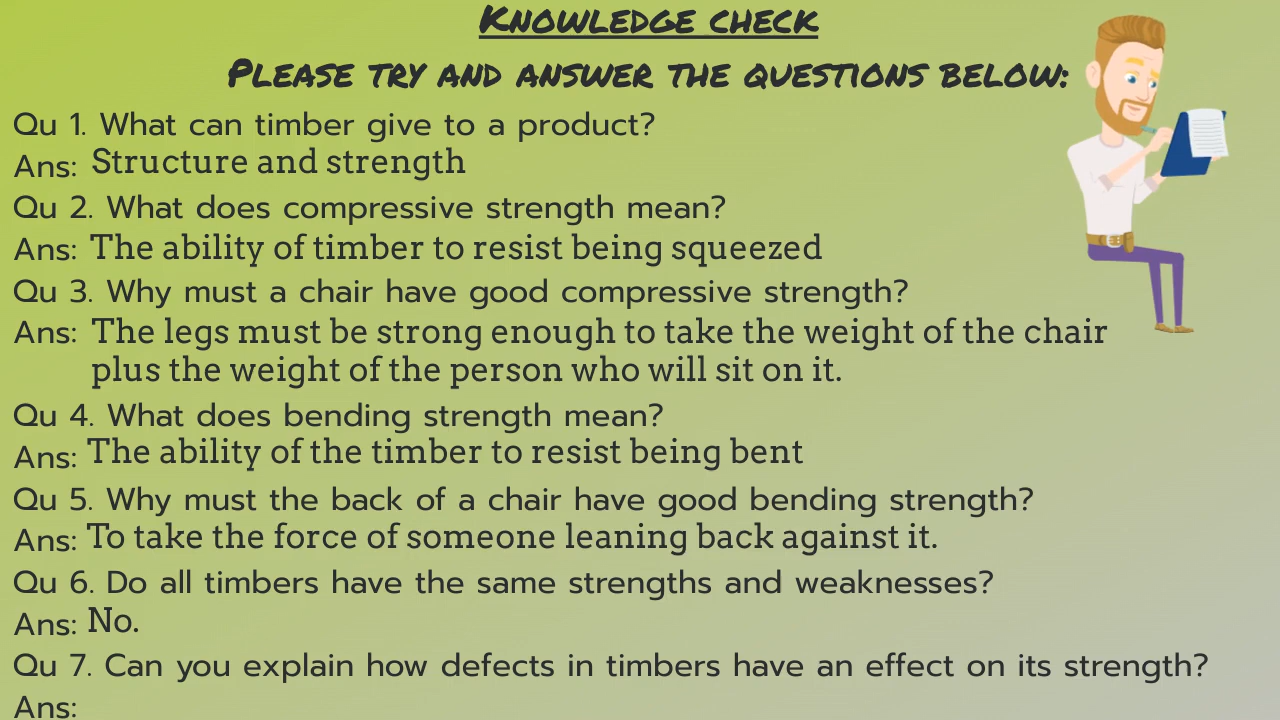 Knowledge check
Please try and answer the questions below:
Qu 1. What can timber give to a product?
Ans: Structure and strength
Qu 2. What does compressive strength mean?
Ans: The ability of timber to resist being squeezed
Qu 3. Why must a chair have good compressive strength?
Ans: The legs must be strong enough to take the weight of the chair
plus the weight of the person who will sit on it.
Qu 4. What does bending strength mean?
Ans: The ability of the timber to resist being bent
Qu 5. Why must the back of a chair have good bending strength?
Ans: To take the force of someone leaning back against it.
Qu 6. Do all timbers have the same strengths and weaknesses?
Ans: No.
Qu 7. Can you explain how defects in timbers have an effect on its strength?
Ans: